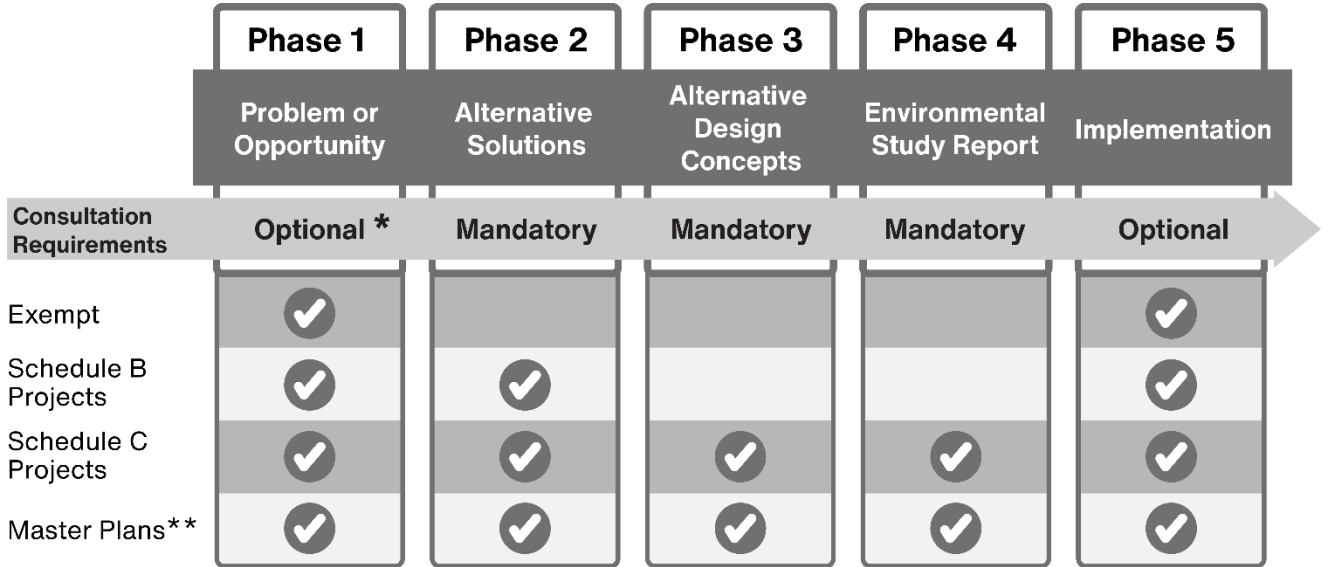 Phase 1 Phase 2 Phase 3 Phase 4 Phase 5
Problem or
Opportunity
Alternative
Solutions
Alternative
Design
Concepts
Environmental
Study Report
Implementation
Consultation
Requirements
Optional * Mandatory Mandatory Mandatory Optional
Exempt
Schedule B
Projects
Schedule C
Projects
Master Plans**